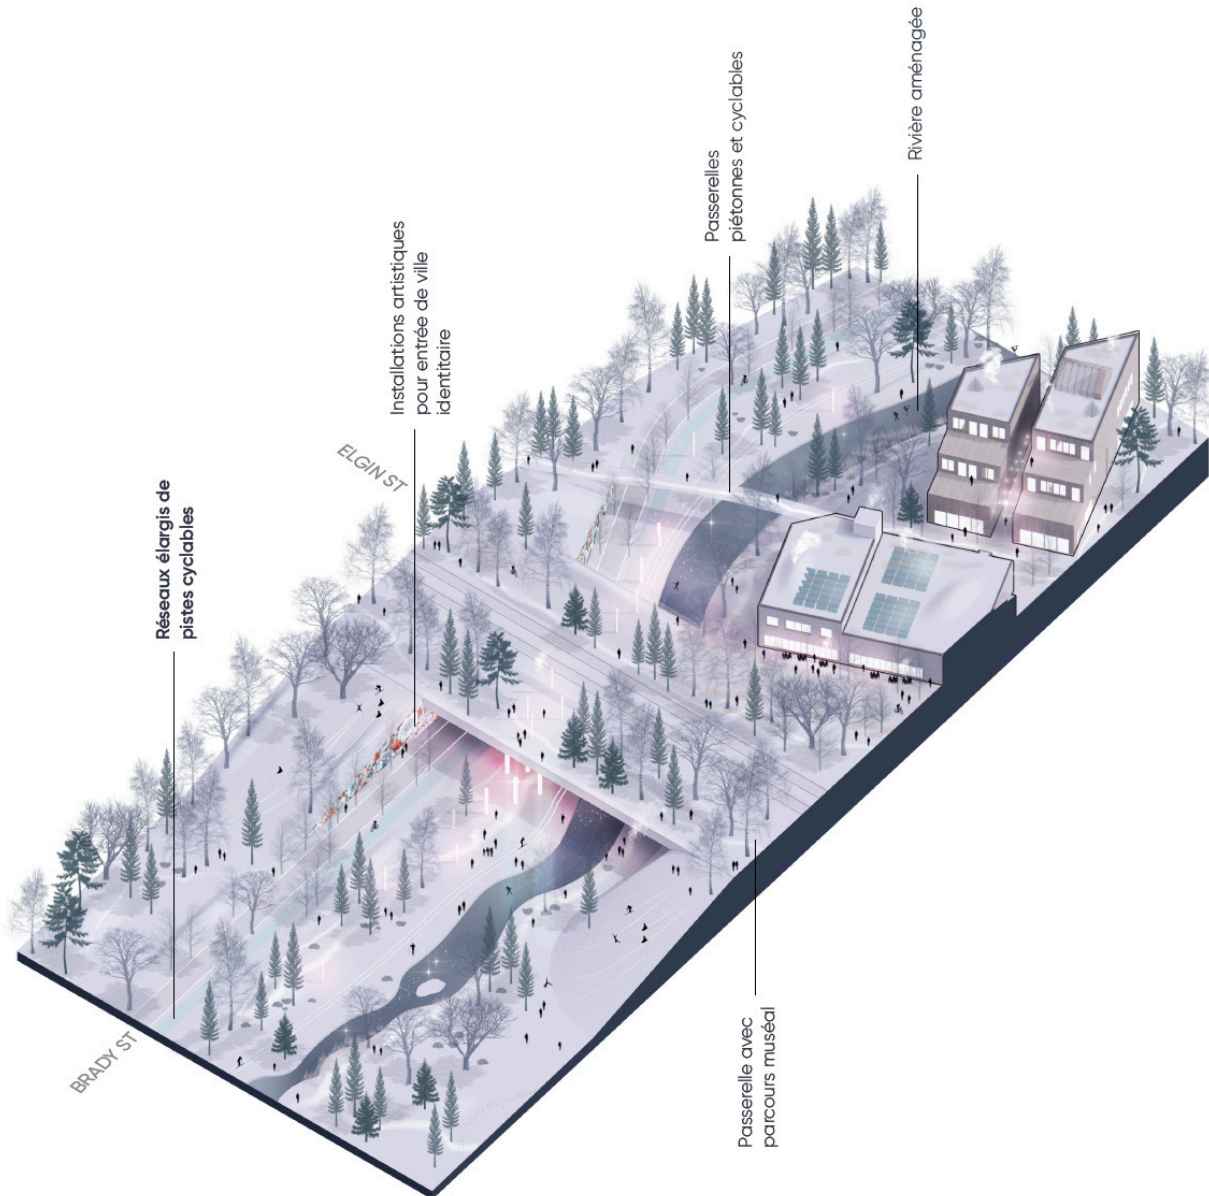 Réseaux élargis de
pistes cyclables
Installations artistiques
pour entrée de ville
identitaire
Passerelles
piétonnes et cyclables
Rivière aménagée
ELGIN ST
BRADY ST
Passerelle avec
parcours muséal